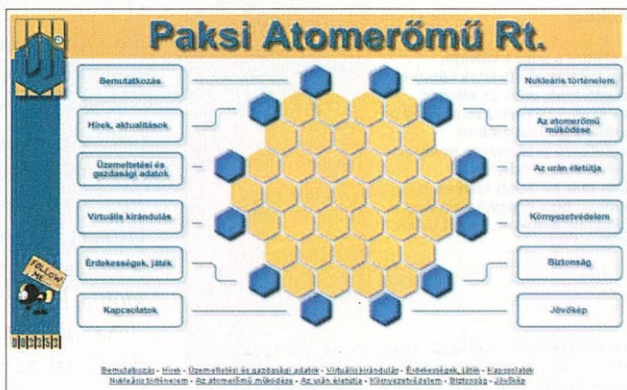 Paksi Atomerőmű Rt.
Bemutatkozás
Hírek, aktualitások
Üzemeltetési és
gazdasági adatok
Virtuális kirándulás
Érdekességek, játék
Kapcsolatok
Nukleáris történelem
Az atomerőmű
működése
Az urán életútja
Környezetvédelem
Biztonság
Jövőkép
FOLLOW
ME...
Bemutatkozás - Hírek - Üzemeltetési és gazdasági adatok - Virtuális kirándulás - Érdekességek, játék - Kapcsolatok
Nukleáris történelem - Az atomerőmű működése - Az urán életútja - Környezetvédelem - Biztonság - Jövőkép